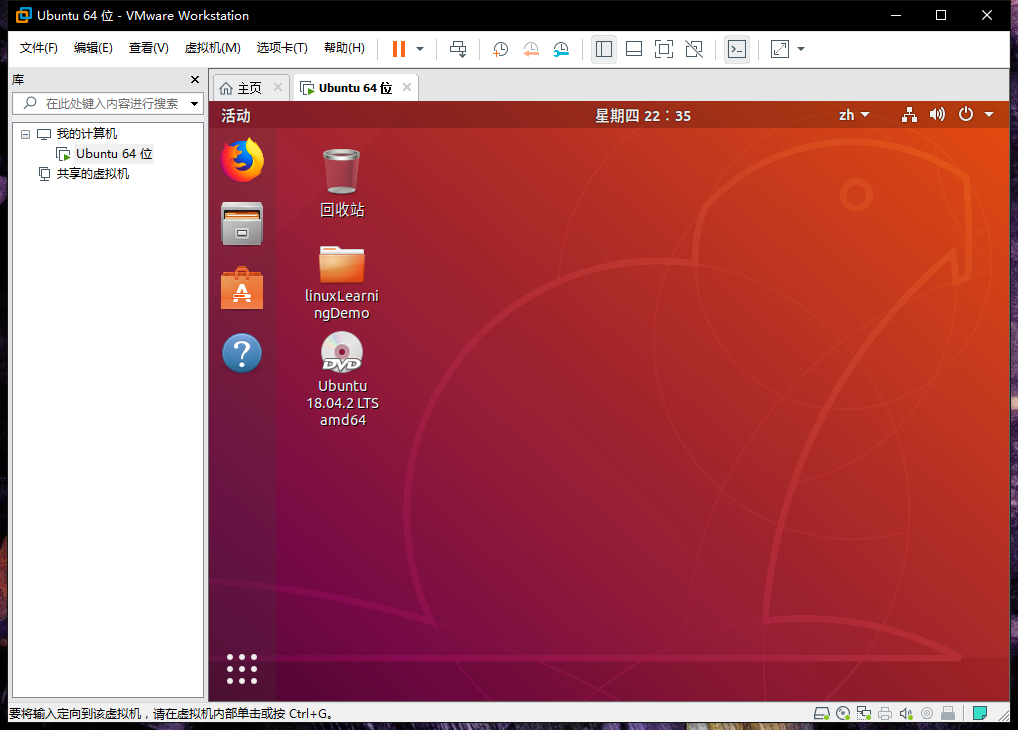 Ubuntu 64 位 - VMware Workstation
文件(F) 编辑(E) 查看(V) 虚拟机(M) 选项卡(T) 帮助(H)
库
在此处键入内容进行搜索
我的计算机
Ubuntu 64 位
共享的虚拟机
主页
Ubuntu 64 位
活动
星期四 22：35
zh
回收站
linuxLearni
ngDemo
DVD
Ubuntu
18.04.2 LTS
amd64
要将输入定向到该虚拟机，请在虚拟机内部单击或按 Ctrl+G。